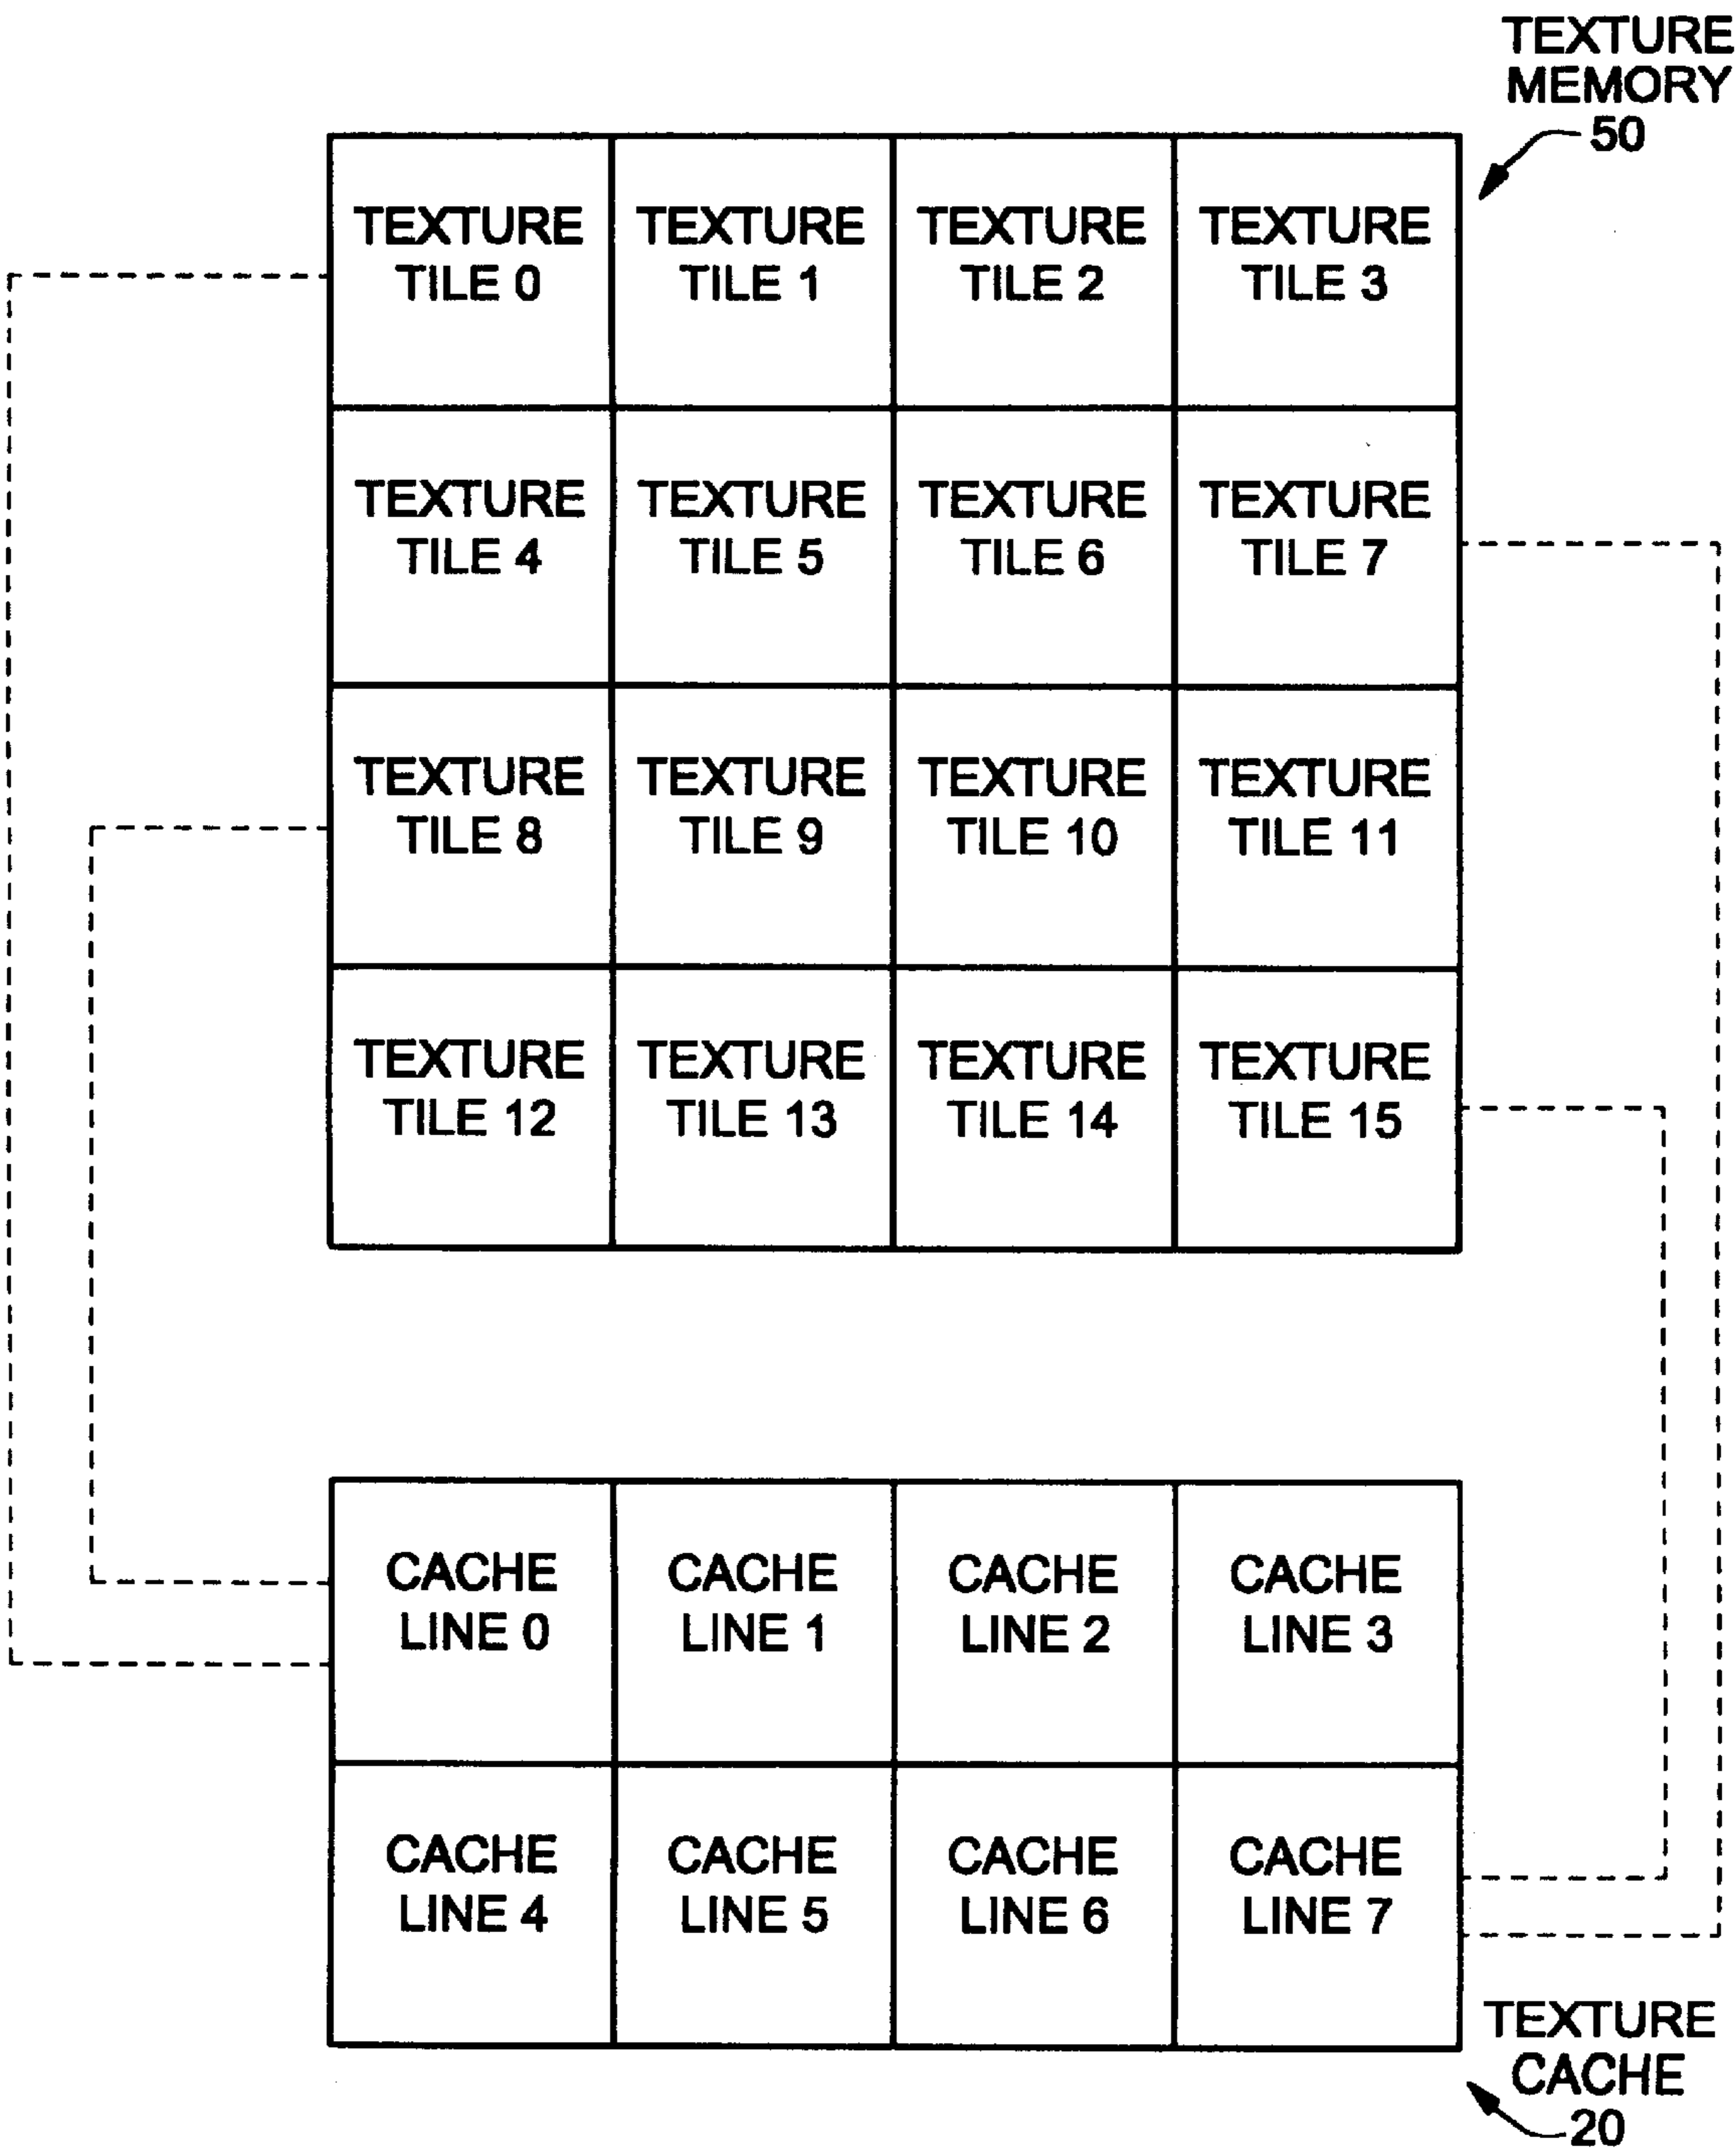 TEXTURE
MEMORY
50
TEXTURE
TILE 0
TEXTURE
TILE 1
TEXTURE
TILE 2
TEXTURE
TILE 3
TEXTURE
TILE 4
TEXTURE
TILE 5
TEXTURE
TILE 6
TEXTURE
TILE 7
TEXTURE
TILE 8
TEXTURE
TILE 9
TEXTURE
TILE 10
TEXTURE
TILE 11
TEXTURE
TILE 12
TEXTURE
TILE 13
TEXTURE
TILE 14
TEXTURE
TILE 15
CACHE
LINE 0
CACHE
LINE 1
CACHE
LINE 2
CACHE
LINE 3
CACHE
LINE 4
CACHE
LINE 5
CACHE
LINE 6
CACHE
LINE 7
TEXTURE
CACHE
20